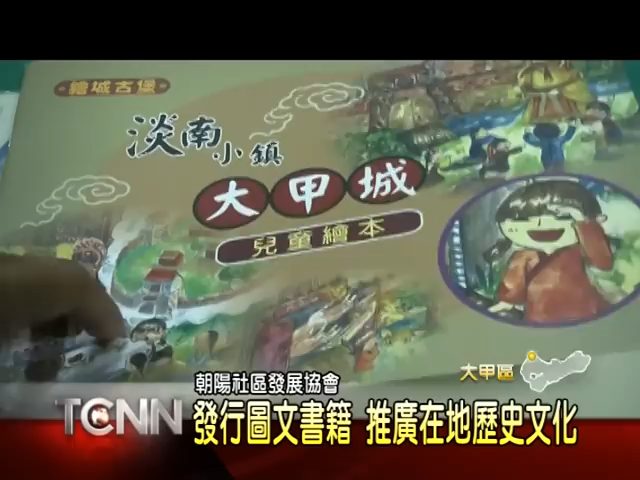 繪城古堡
淡南小鎮
大甲城
兒童繪本
大甲區
朝陽社區發展協會
TCNN
發行圖文書籍 推廣在地歷史文化